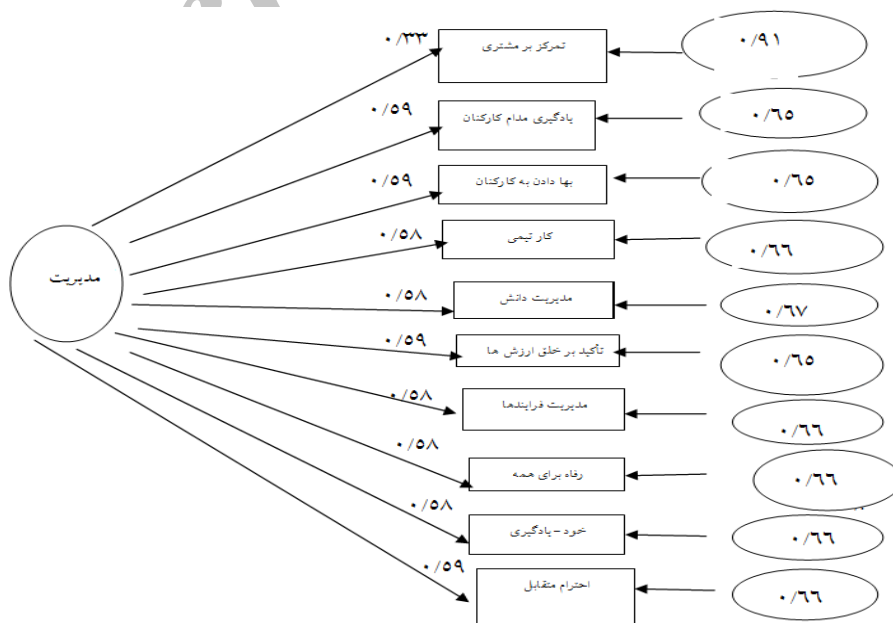 ۰/۳۳ تمرکز بر مشتری ۰/۹۱
۰/۵۹ یادگیری مدام کارکنان ۰/۶۵
۰/۵۹ بها دادن به کارکنان ۰/۶۵
۰/۵۸ کار تیمی ۰/۶۶
مدیریت
۰/۵۸ مدیریت دانش ۰/۶۷
۰/۵۹ تأکید بر خلق ارزش ها ۰/۶۵
۰/۵۸ مدیریت فرایندها ۰/۶۶
۰/۵۸ رفاه برای همه ۰/۶۶
۰/۵۸ خود-یادگیری ۰/۶۶
۰/۵۹ احترام متقابل ۰/۶۶